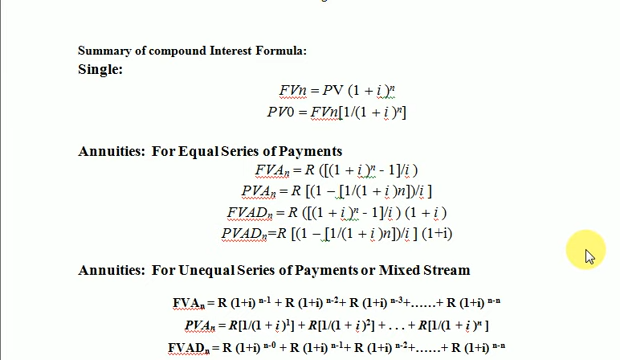 Summary of compound Interest Formula:
Single:
FVn = PV (1 + i )ⁿ
PV0 = FVn[1/(1 + i )ⁿ]
Annuities: For Equal Series of Payments
FVAₙ = R ([(1 + i )ⁿ - 1]/i )
PVAₙ = R [(1 – [1/(1 + i )n])/i ]
FVADₙ = R ([(1 + i )ⁿ - 1]/i ) (1 + i )
PVADₙ=R [(1 – [1/(1 + i )n])/i ] (1+i)
Annuities: For Unequal Series of Payments or Mixed Stream
FVAₙ = R (1+i) ⁿ⁻¹ + R (1+i) ⁿ⁻²+ R (1+i) ⁿ⁻³+……+ R (1+i) ⁿ⁻ⁿ
PVAₙ = R[1/(1 + i )¹] + R[1/(1 + i )²] + . . . + R[1/(1 + i )ⁿ ]
FVADₙ = R (1+i) ⁿ⁻⁰ + R (1+i) ⁿ⁻¹+ R (1+i) ⁿ⁻²+……+ R (1+i) ⁿ⁻ⁿ